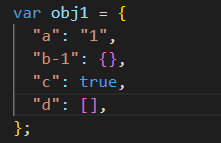 var obj1 = {
  "a": "1",
  "b-1": {},
  "c": true,
  "d": [],
};